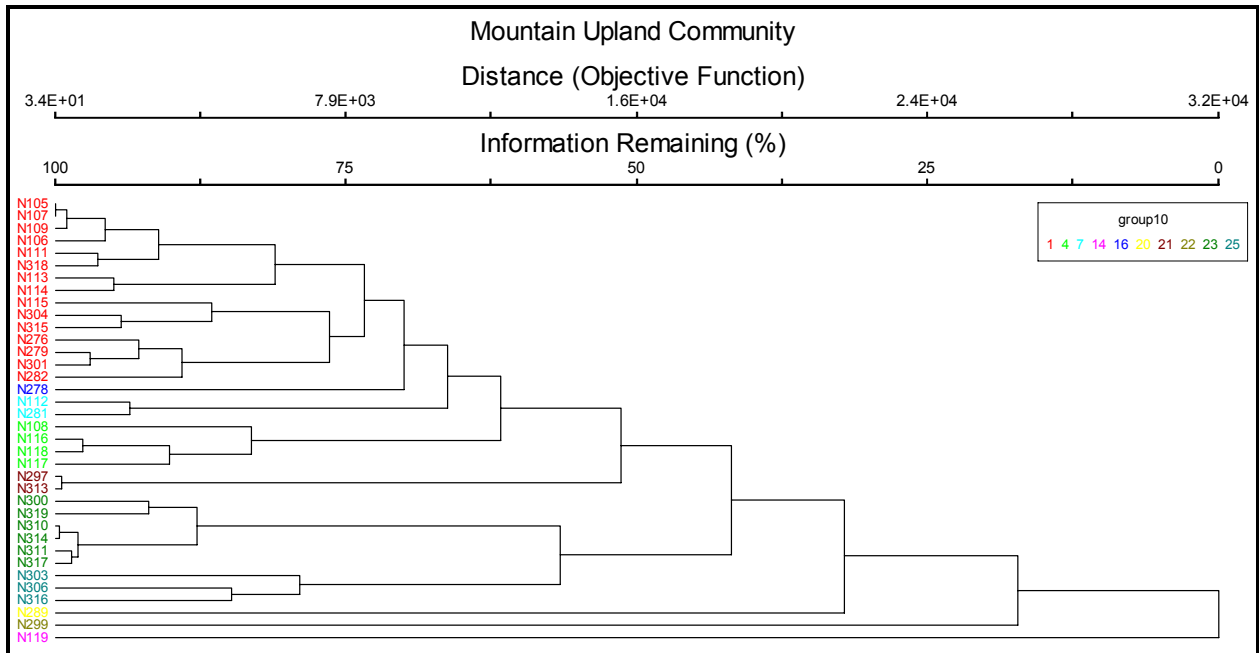 Mountain Upland Community
Distance (Objective Function)
3.4E+01 7.9E+03 1.6E+04 2.4E+04 3.2E+04
Information Remaining (%)
100 75 50 25 0
group10
1 4 7 14 16 20 21 22 23 25
N105
N107
N109
N106
N111
N318
N113
N114
N115
N304
N315
N276
N279
N301
N282
N278
N112
N281
N108
N116
N118
N117
N297
N313
N300
N319
N310
N314
N311
N317
N303
N306
N316
N288
N299
N119